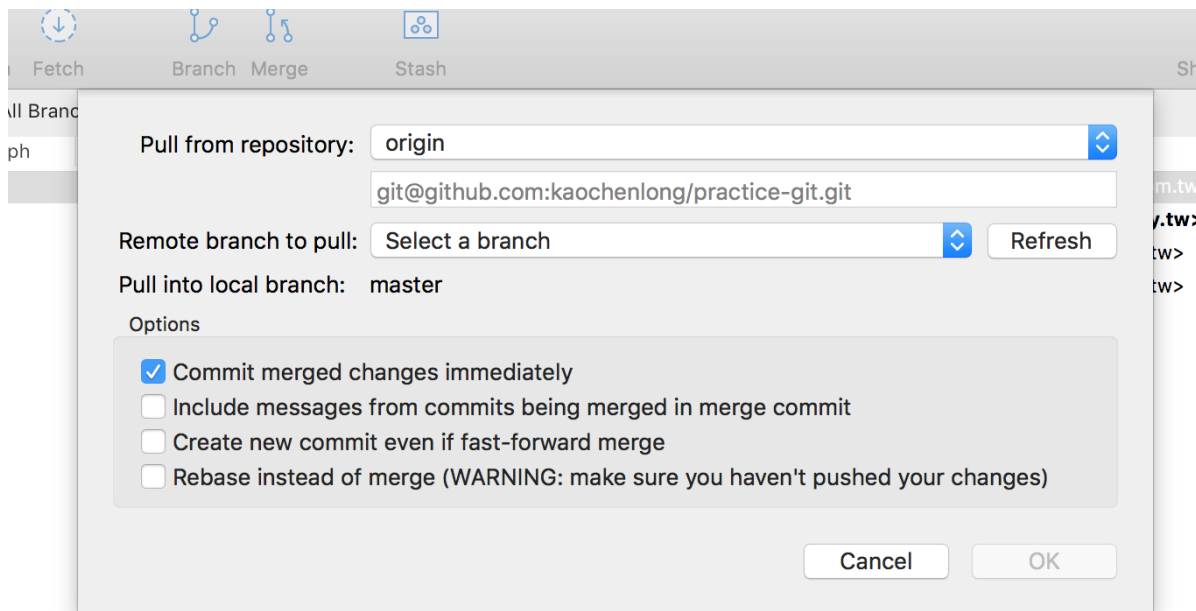 Fetch Branch Merge Stash
All Branc
Pull from repository: origin
git@github.com:kaochenlong/practice-git.git
Remote branch to pull: Select a branch Refresh
Pull into local branch: master
Options
Commit merged changes immediately
Include messages from commits being merged in merge commit
Create new commit even if fast-forward merge
Rebase instead of merge (WARNING: make sure you haven't pushed your changes)
Cancel OK